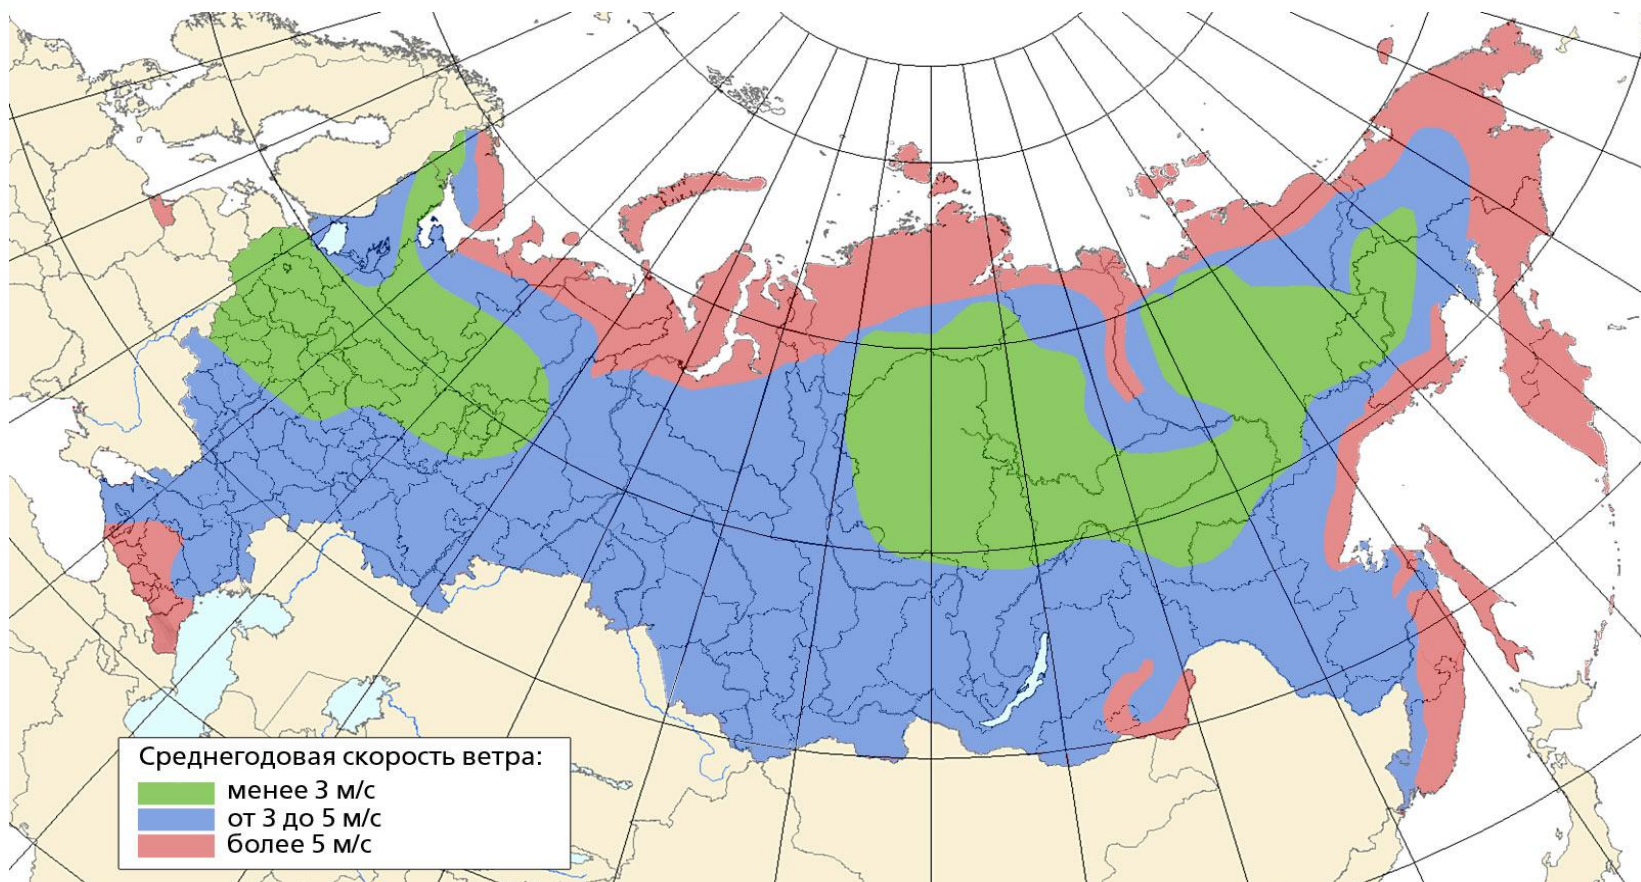 Среднегодовая скорость ветра:
менее 3 м/с
от 3 до 5 м/с
более 5 м/с